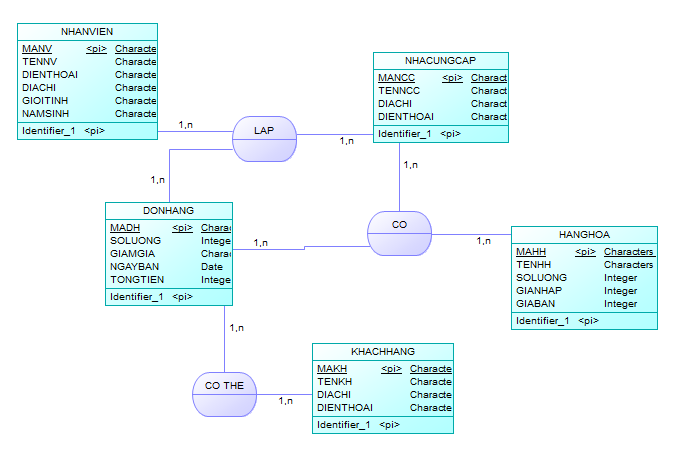 NHANVIEN
MANV <pi> Characte
TENNV Characte
DIENTHOAI Characte
DIACHI Characte
GIOITINH Characte
NAMSINH Characte
Identifier_1 <pi>
NHACUNGCAP
MANCC <pi> Charact
TENNCC Charact
DIACHI Charact
DIENTHOAI Charact
Identifier_1 <pi>
1,n
LAP
1,n
1,n
1,n
DONHANG
MADH <pi> Charac
SOLUONG Intege
GIAMGIA Charac
NGAYBAN Date
TONGTIEN Intege
Identifier_1 <pi>
1,n
CO
1,n
HANGHOA
MAHH <pi> Characters
TENHH Characters
SOLUONG Integer
GIANHAP Integer
GIABAN Integer
Identifier_1 <pi>
1,n
CO THE
1,n
KHACHHANG
MAKH <pi> Characte
TENKH Characte
DIACHI Characte
DIENTHOAI Characte
Identifier_1 <pi>